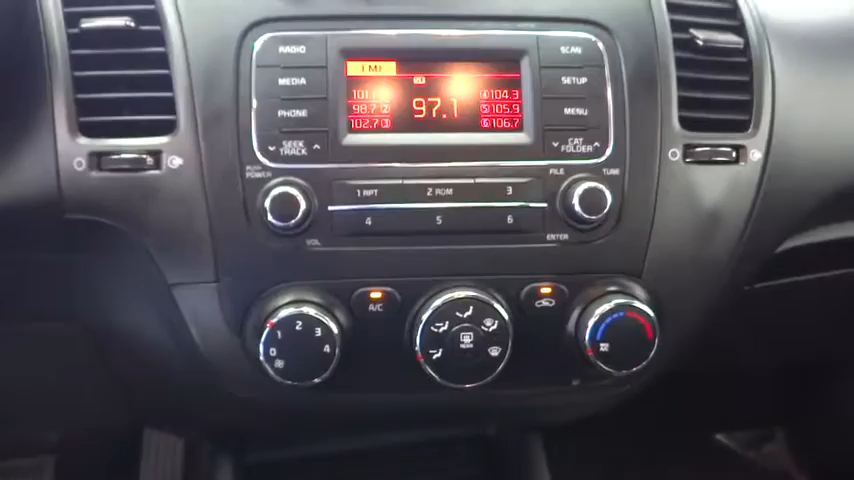 RADIO
MEDIA
PHONE
SEEK
TRACK
FM1
101.1 1
98.7 2
102.7 3
97.1
4 104.3
5 105.9
6 106.7
SCAN
SETUP
MENU
CAT
FOLDER
PUSH
POWER
VOL
1 RPT
2 RDM
3
4
5
6
FILE
TUNE
ENTER
A/C
0
1
2
3
4
REAR